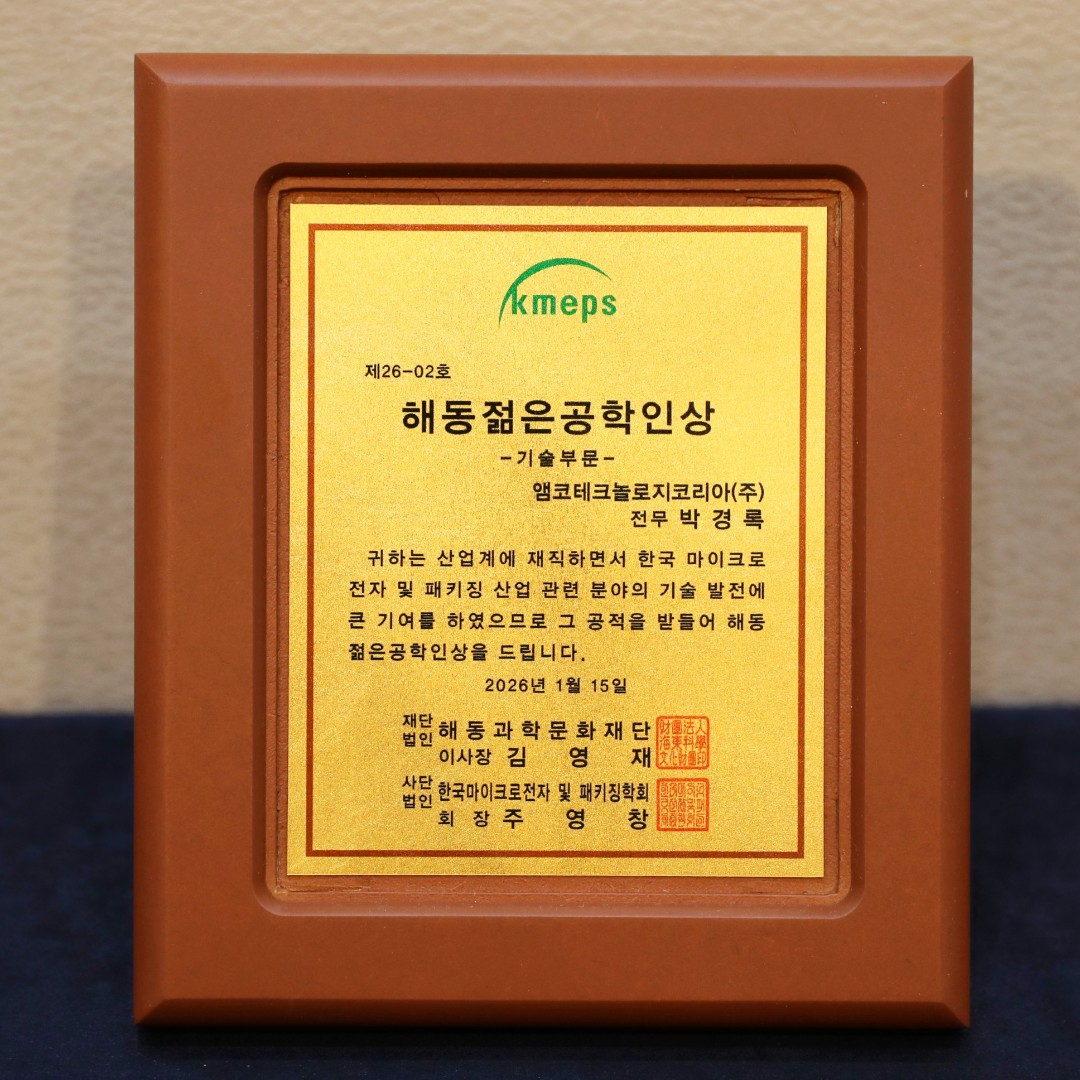 kmeps
제26-02호
해동젊은공학인상
-기술부문-
앰코테크놀로지코리아(주)
전무 박 경 록
귀하는 산업계에 재직하면서 한국 마이크로
전자 및 패키징 산업 관련 분야의 기술 발전에
큰 기여를 하였으므로 그 공적을 받들어 해동
젊은공학인상을 드립니다.
2026년 1월 15일
재단법인 해동과학문화재단
이사장 김 영 재
사단법인 한국마이크로전자 및 패키징학회
회 장 주 영 창